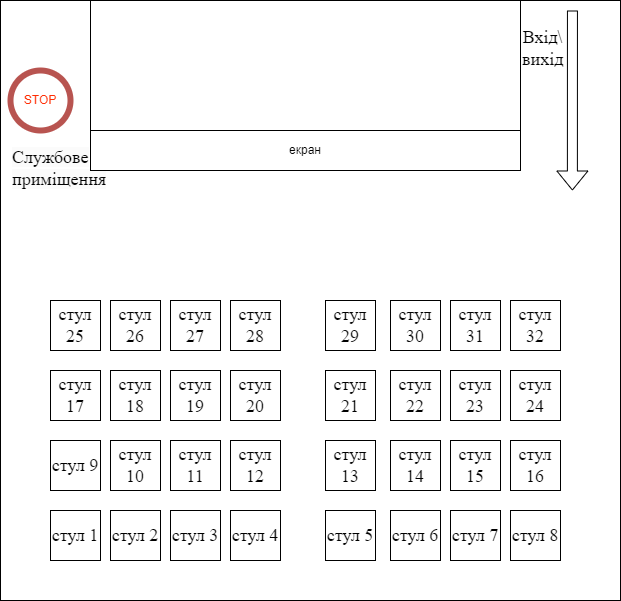 Вхід\
вихід
STOP
екран
Службове
приміщення
стул
25
стул
26
стул
27
стул
28
стул
29
стул
30
стул
31
стул
32
стул
17
стул
18
стул
19
стул
20
стул
21
стул
22
стул
23
стул
24
стул 9
стул
10
стул
11
стул
12
стул
13
стул
14
стул
15
стул
16
стул 1
стул 2
стул 3
стул 4
стул 5
стул 6
стул 7
стул 8